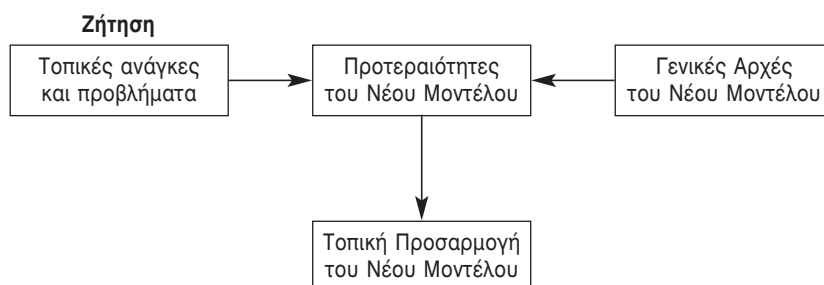 Ζήτηση
Τοπικές ανάγκες
και προβλήματα
Προτεραιότητες
του Νέου Μοντέλου
Γενικές Αρχές
του Νέου Μοντέλου
Τοπική Προσαρμογή
του Νέου Μοντέλου